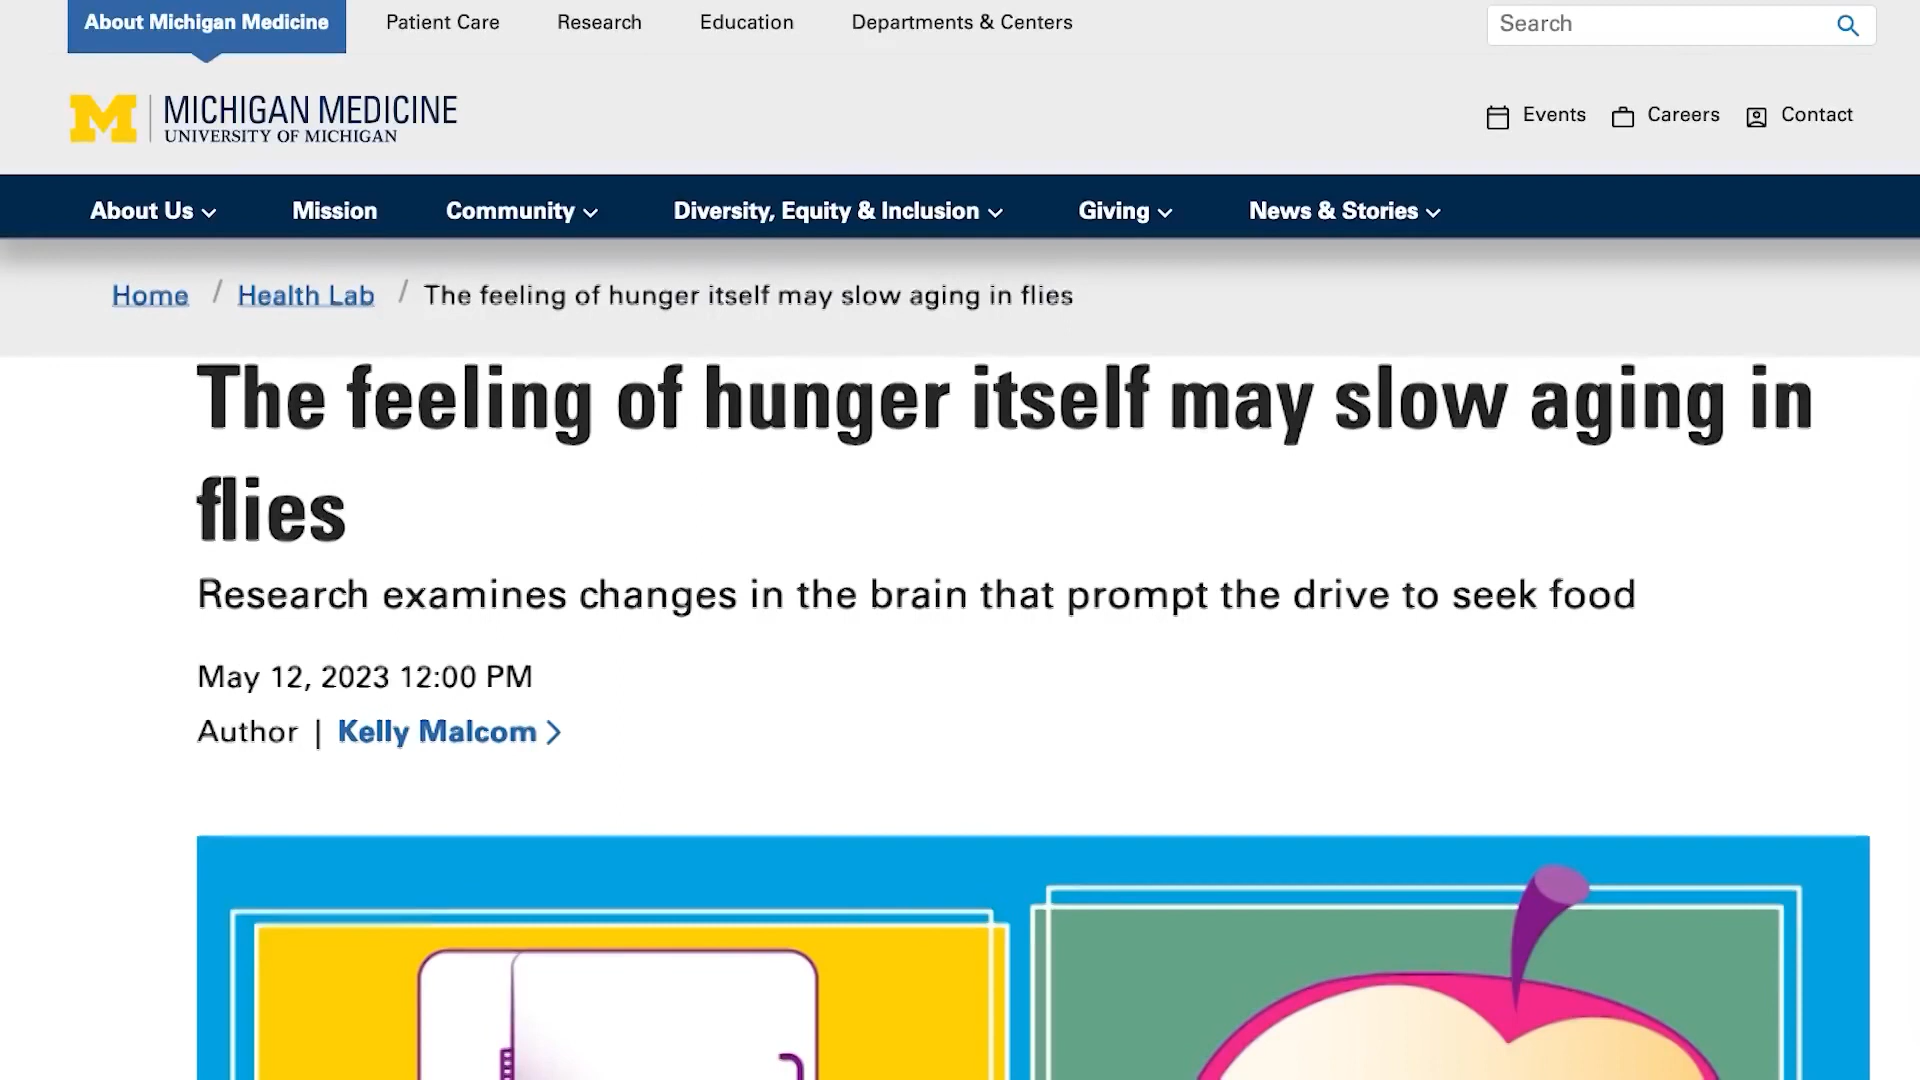 About Michigan Medicine
Patient Care
Research
Education
Departments & Centers
Search
M
MICHIGAN MEDICINE
UNIVERSITY OF MICHIGAN
Events
Careers
Contact
About Us
Mission
Community
Diversity, Equity & Inclusion
Giving
News & Stories
Home / Health Lab / The feeling of hunger itself may slow aging in flies
The feeling of hunger itself may slow aging in
flies
Research examines changes in the brain that prompt the drive to seek food
May 12, 2023 12:00 PM
Author | Kelly Malcom >